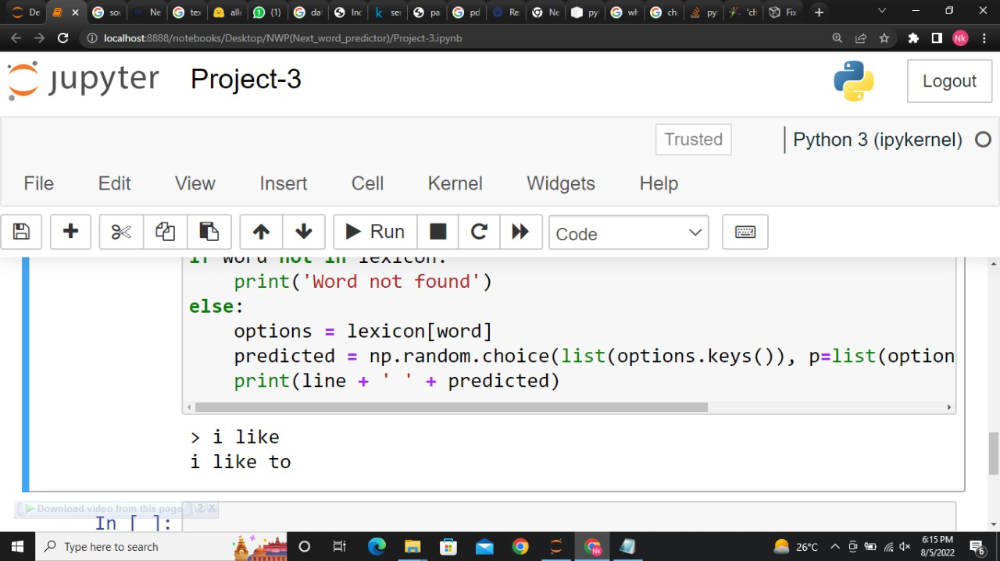 De
sou
Ne
tex
alle
(1)
da
Inc
k
se
pa
pd
Re
Ne
py
wh
ch
py
'ch
Fix
localhost:8888/notebooks/Desktop/NWP(Next_word_predictor)/Project-3.ipynb
Nk
jupyter Project-3
Logout
Trusted
Python 3 (ipykernel)
File Edit View Insert Cell Kernel Widgets Help
Run
Code
if word not in lexicon:
print('Word not found')
else:
options = lexicon[word]
predicted = np.random.choice(list(options.keys()), p=list(option
print(line + ' ' + predicted)
> i like
i like to
Download video from this page ? X
In [ ]:
Type here to search
Nk
26°C
6:15 PM
8/5/2022
6